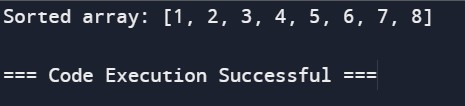 Sorted array: [1, 2, 3, 4, 5, 6, 7, 8]
=== Code Execution Successful ===